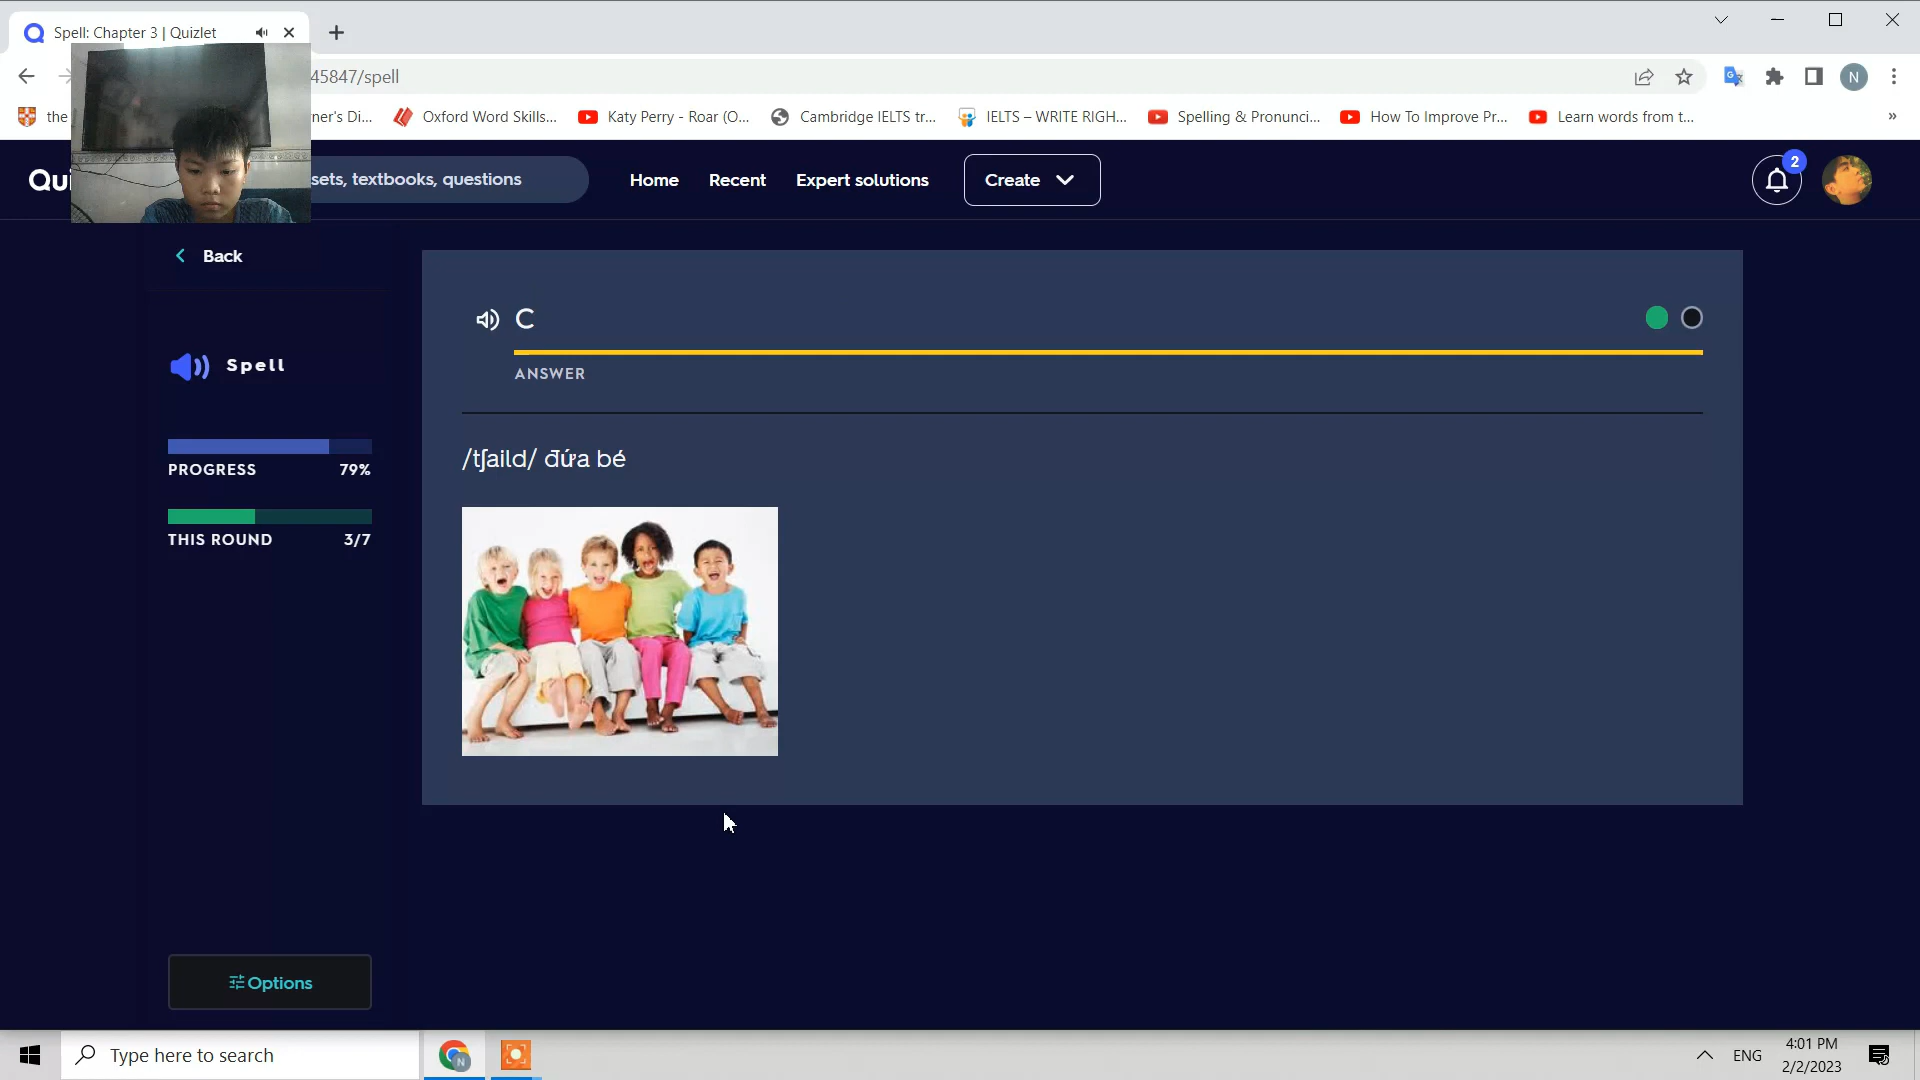 Spell: Chapter 3 | Quizlet
45847/spell
the
ner's Di...
Oxford Word Skills...
Katy Perry - Roar (O...
Cambridge IELTS tr...
IELTS – WRITE RIGH...
Spelling & Pronunci...
How To Improve Pr...
Learn words from t...
»
N
Qui
sets, textbooks, questions
Home
Recent
Expert solutions
Create
2
Back
Spell
PROGRESS 79%
THIS ROUND 3/7
C
ANSWER
/tʃaild/ đứa bé
Options
Type here to search
N
ENG
4:01 PM
2/2/2023